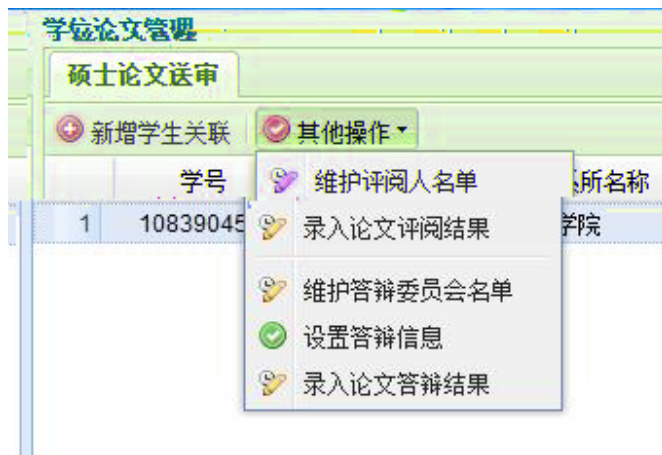 学位论文管理
硕士论文送审
新增学生关联 其他操作
学号 所名称
1 10839045 学院
维护评阅人名单
录入论文评阅结果
维护答辩委员会名单
设置答辩信息
录入论文答辩结果